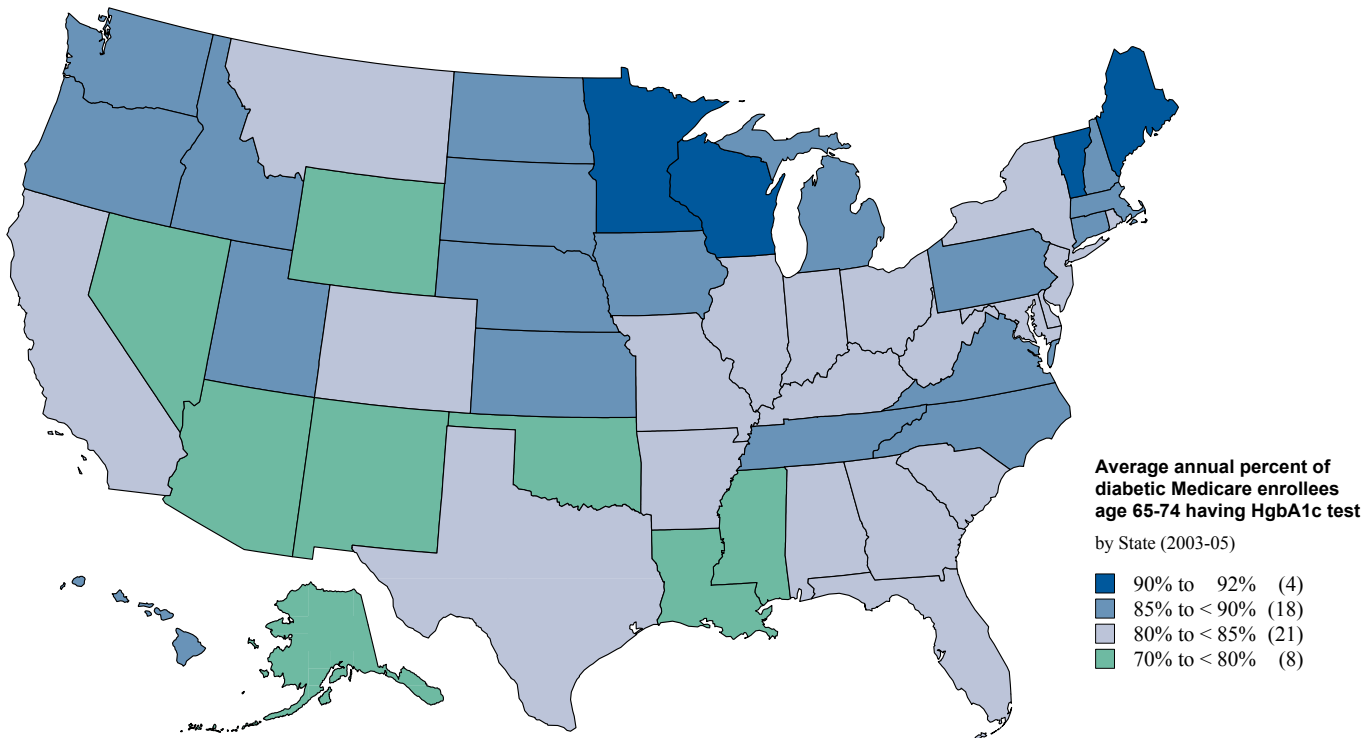 Average annual percent of
diabetic Medicare enrollees
age 65-74 having HgbA1c test
by State (2003-05)
90% to 92% (4)
85% to < 90% (18)
80% to < 85% (21)
70% to < 80% (8)